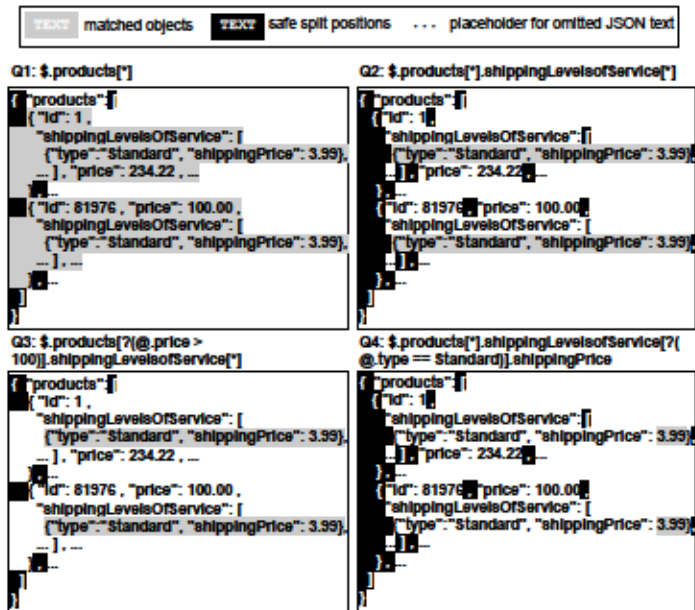 TEXT matched objects TEXT safe split positions ... placeholder for omitted JSON text
Q1: $.products[*]
{ "products": [
{ "id": 1 ,
"shippingLevelsOfService": [
{"type":"Standard", "shippingPrice": 3.99},
... ] , "price": 234.22 , ...
} , ...
{ "id": 81976 , "price": 100.00 ,
"shippingLevelsOfService": [
{"type":"Standard", "shippingPrice": 3.99},
... ] , ...
} , ...
]
}
Q2: $.products[*].shippingLevelsofService[*]
{ "products": [
{ "id": 1 ,
"shippingLevelsOfService": [
{"type":"Standard", "shippingPrice": 3.99},
... ] , "price": 234.22 , ...
} , ...
{ "id": 81976 , "price": 100.00 ,
"shippingLevelsOfService": [
{"type":"Standard", "shippingPrice": 3.99},
... ] , ...
} , ...
]
}
Q3: $.products[?(@.price >
100)].shippingLevelsofService[*]
{ "products": [
{ "id": 1 ,
"shippingLevelsOfService": [
{"type":"Standard", "shippingPrice": 3.99},
... ] , "price": 234.22 , ...
} , ...
{ "id": 81976 , "price": 100.00 ,
"shippingLevelsOfService": [
{"type":"Standard", "shippingPrice": 3.99},
... ] , ...
} , ...
]
}
Q4: $.products[*].shippingLevelsofService[?(
@.type == Standard)].shippingPrice
{ "products": [
{ "id": 1 ,
"shippingLevelsOfService": [
{"type":"Standard", "shippingPrice": 3.99},
... ] , "price": 234.22 , ...
} , ...
{ "id": 81976 , "price": 100.00 ,
"shippingLevelsOfService": [
{"type":"Standard", "shippingPrice": 3.99},
... ] , ...
} , ...
]
}